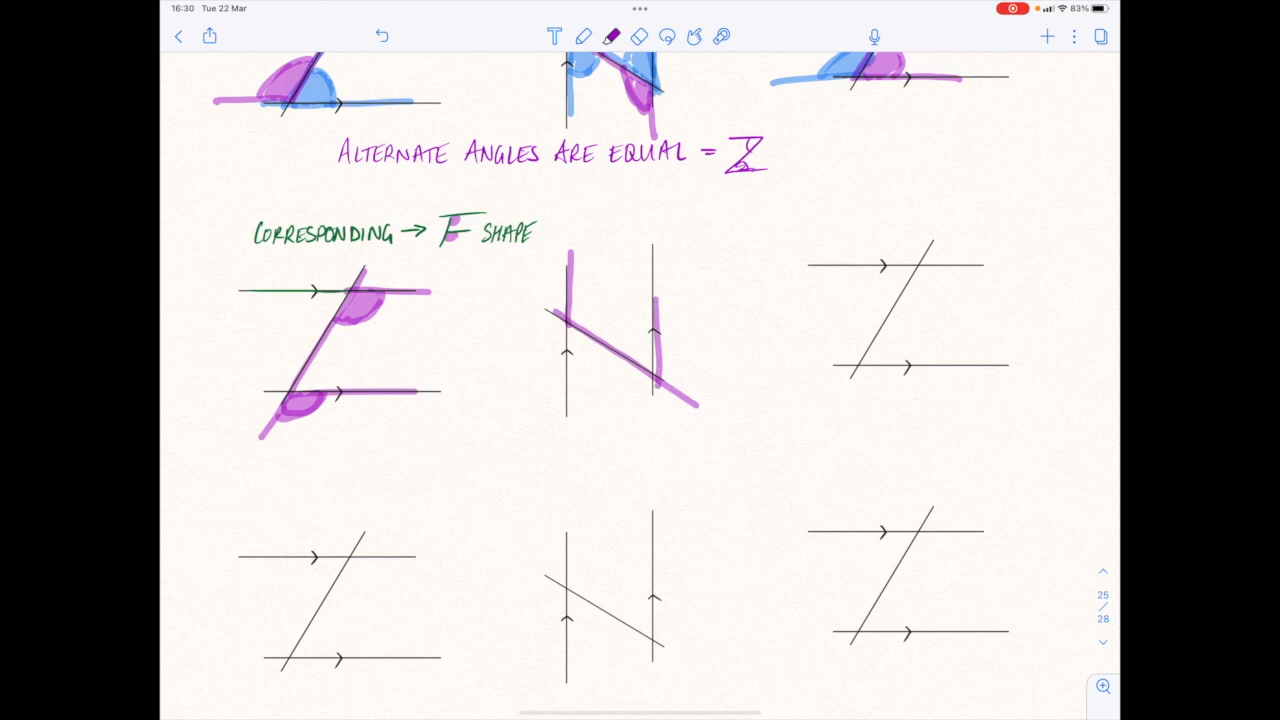 16:30 Tue 22 Mar
83%
T
ALTERNATE ANGLES ARE EQUAL = Z
CORRESPONDING → F SHAPE
25
/
28